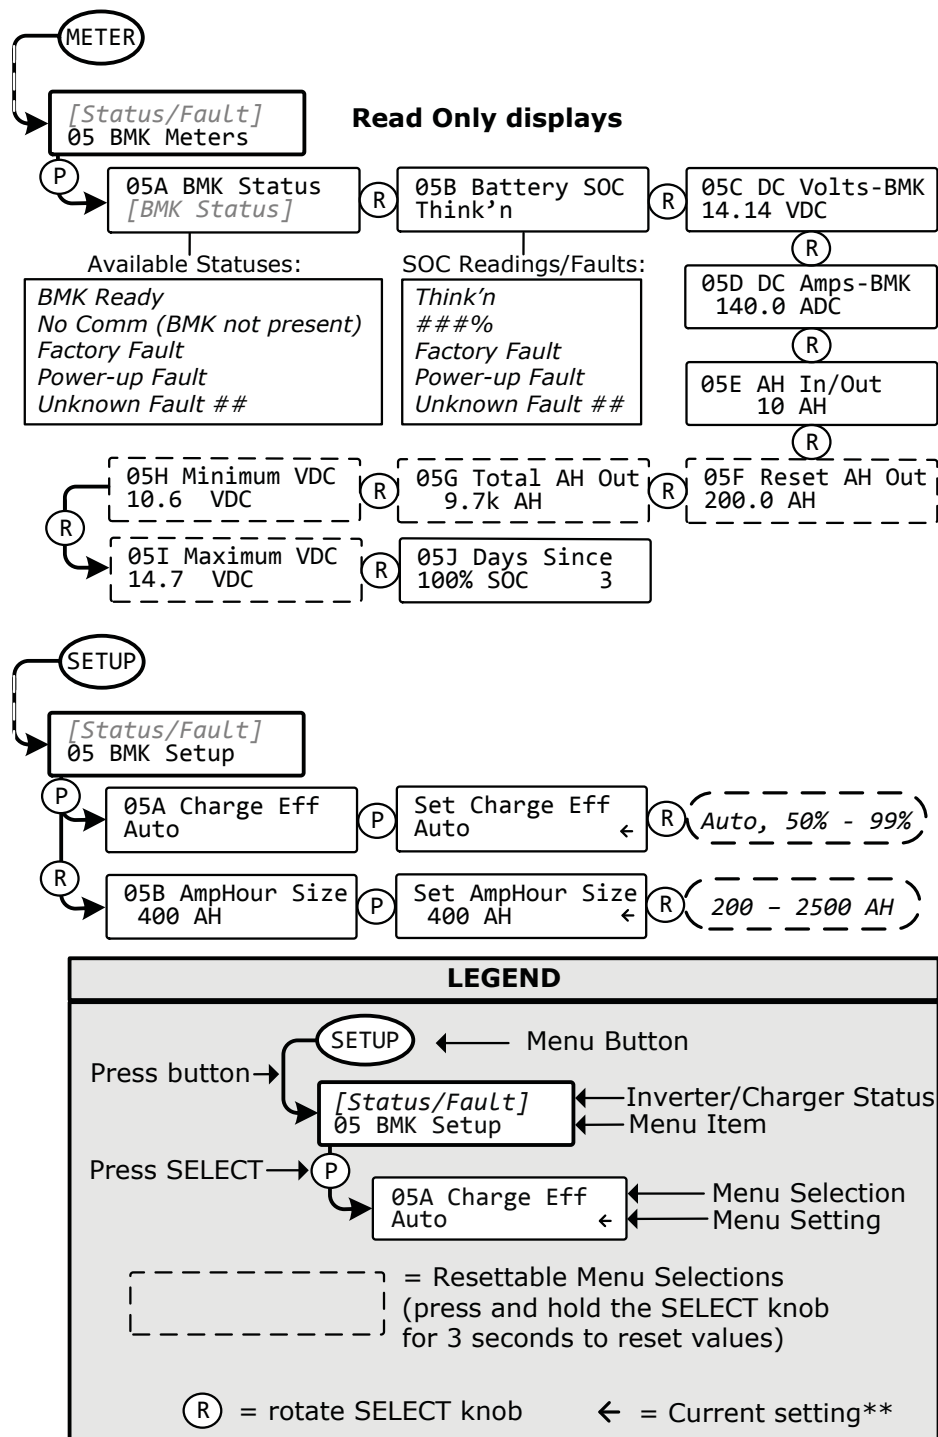 METER
[Status/Fault]
05 BMK Meters
Read Only displays
P
05A BMK Status
[BMK Status]
R
05B Battery SOC
Think’n
R
05C DC Volts-BMK
14.14 VDC
Available Statuses:
BMK Ready
No Comm (BMK not present)
Factory Fault
Power-up Fault
Unknown Fault ##
SOC Readings/Faults:
Think’n
###%
Factory Fault
Power-up Fault
Unknown Fault ##
R
05D DC Amps-BMK
140.0 ADC
R
05E AH In/Out
10 AH
R
05F Reset AH Out
200.0 AH
R
05G Total AH Out
9.7k AH
R
05H Minimum VDC
10.6 VDC
R
05I Maximum VDC
14.7 VDC
R
05J Days Since
100% SOC 3
SETUP
[Status/Fault]
05 BMK Setup
P
05A Charge Eff
Auto
P
Set Charge Eff
Auto ←
R
Auto, 50% - 99%
R
05B AmpHour Size
400 AH
P
Set AmpHour Size
400 AH ←
R
200 – 2500 AH
LEGEND
SETUP
Menu Button
Press button
[Status/Fault]
05 BMK Setup
Inverter/Charger Status
Menu Item
Press SELECT
P
05A Charge Eff
Auto ←
Menu Selection
Menu Setting
= Resettable Menu Selections
(press and hold the SELECT knob
for 3 seconds to reset values)
R = rotate SELECT knob
← = Current setting**